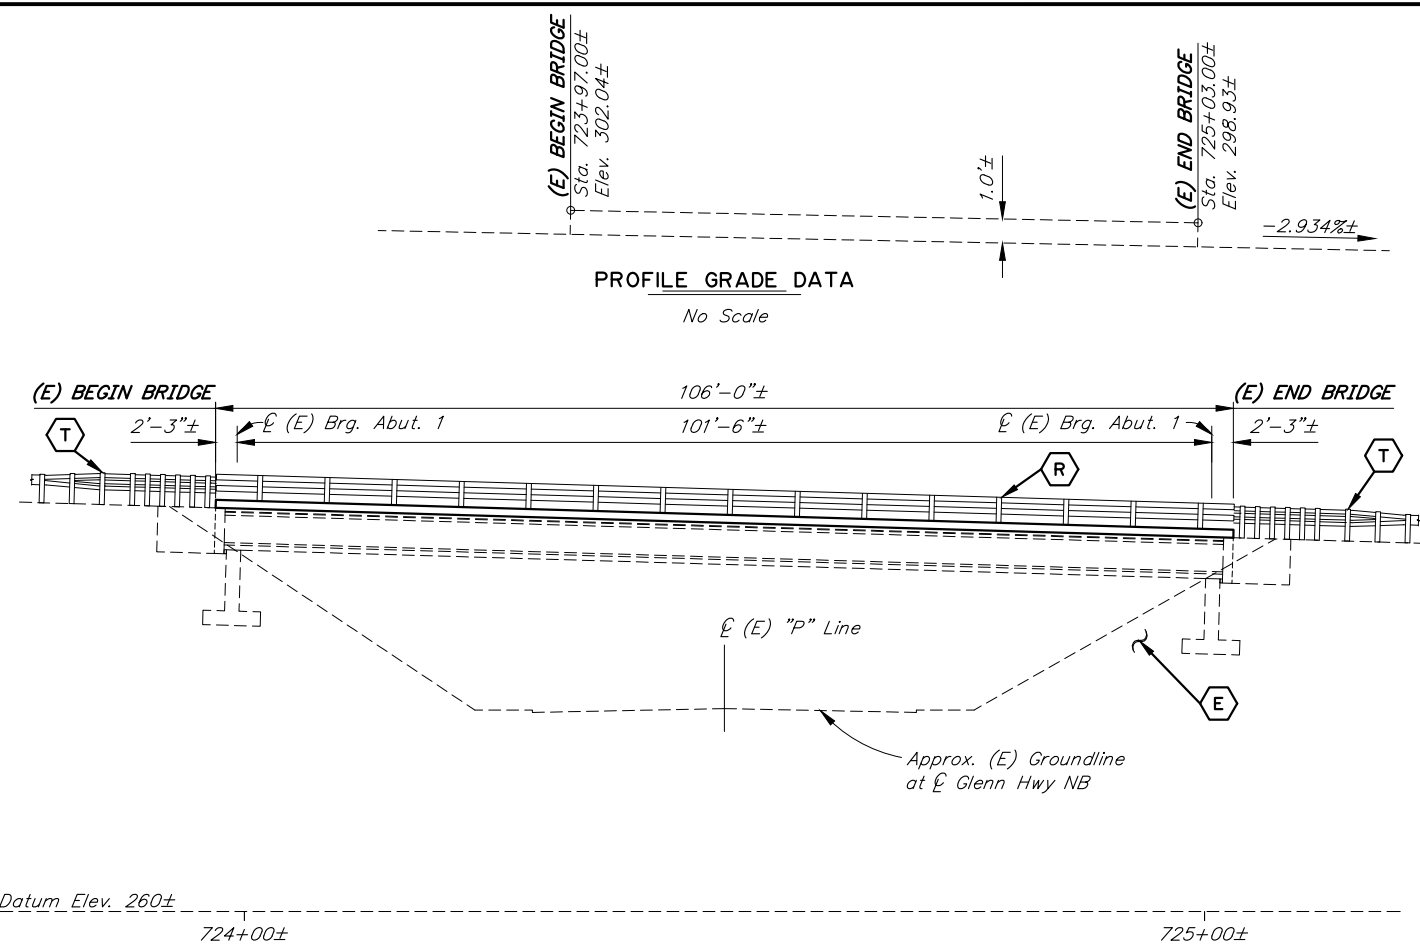 (E) BEGIN BRIDGE
Sta. 723+97.00±
Elev. 302.04±
1.0'±
(E) END BRIDGE
Sta. 725+03.00±
Elev. 298.93±
-2.934%±
PROFILE GRADE DATA
No Scale
(E) BEGIN BRIDGE
106'-0"±
(E) END BRIDGE
2'-3"±
℄ (E) Brg. Abut. 1
101'-6"±
℄ (E) Brg. Abut. 1
2'-3"±
T
R
T
℄ (E) "P" Line
E
Approx. (E) Groundline
at ℄ Glenn Hwy NB
Datum Elev. 260±
724+00±
725+00±